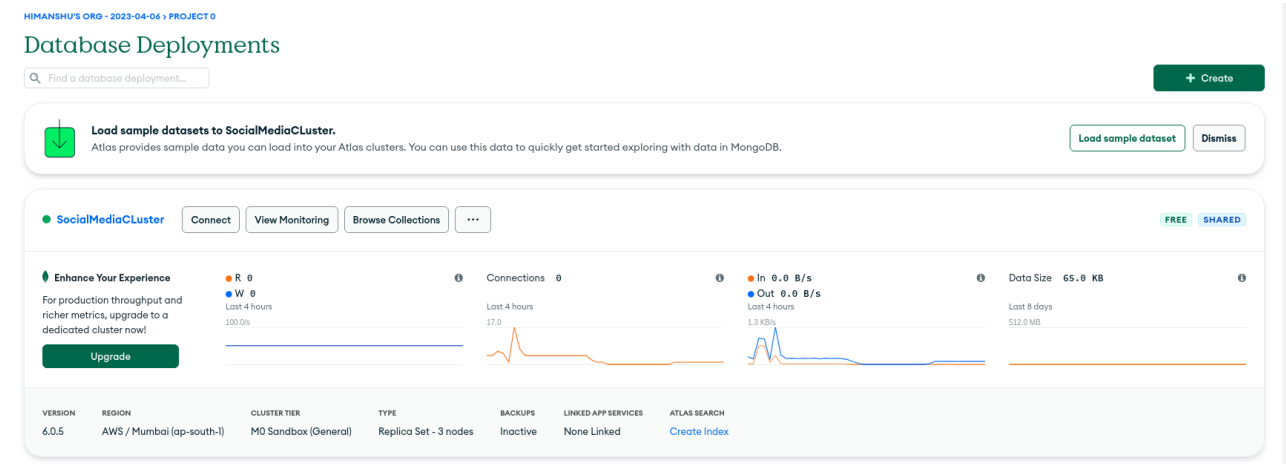 HIMANSHU'S ORG - 2023-04-06 > PROJECT 0
Database Deployments
Find a database deployment...
+ Create
Load sample datasets to SocialMediaCLuster.
Atlas provides sample data you can load into your Atlas clusters. You can use this data to quickly get started exploring with data in MongoDB.
Load sample dataset
Dismiss
SocialMediaCLuster
Connect
View Monitoring
Browse Collections
...
FREE
SHARED
Enhance Your Experience
For production throughput and
richer metrics, upgrade to a
dedicated cluster now!
Upgrade
R 0
W 0
Last 4 hours
100.0/s
Connections 0
Last 4 hours
17.0
In 0.0 B/s
Out 0.0 B/s
Last 4 hours
1.3 KB/s
Data Size 65.0 KB
Last 8 days
512.0 MB
VERSION
6.0.5
REGION
AWS / Mumbai (ap-south-1)
CLUSTER TIER
M0 Sandbox (General)
TYPE
Replica Set - 3 nodes
BACKUPS
Inactive
LINKED APP SERVICES
None Linked
ATLAS SEARCH
Create Index